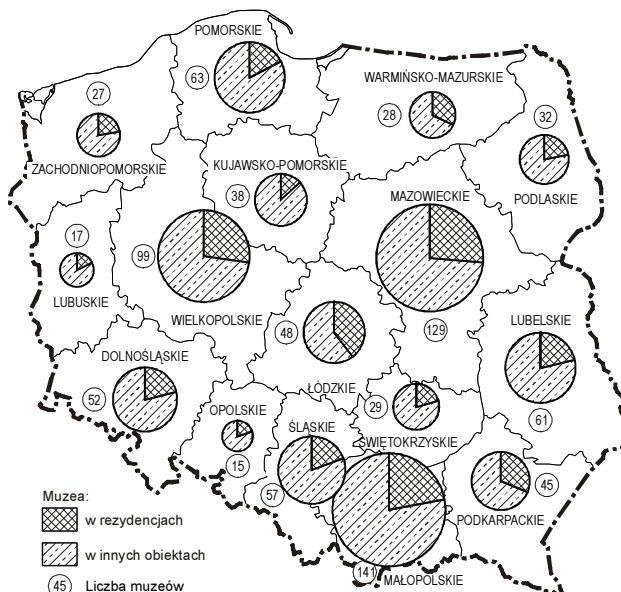 POMORSKIE
63
27
ZACHODNIOPOMORSKIE
WARMIŃSKO-MAZURSKIE
28
32
PODLASKIE
KUJAWSKO-POMORSKIE
38
MAZOWIECKIE
129
17
LUBUSKIE
99
WIELKOPOLSKIE
48
ŁÓDZKIE
LUBELSKIE
61
DOLNOŚLĄSKIE
52
OPOLSKIE
15
ŚLĄSKIE
57
29
ŚWIĘTOKRZYSKIE
45
PODKARPACKIE
141
MAŁOPOLSKIE
Muzea:
w rezydencjach
w innych obiektach
45 Liczba muzeów